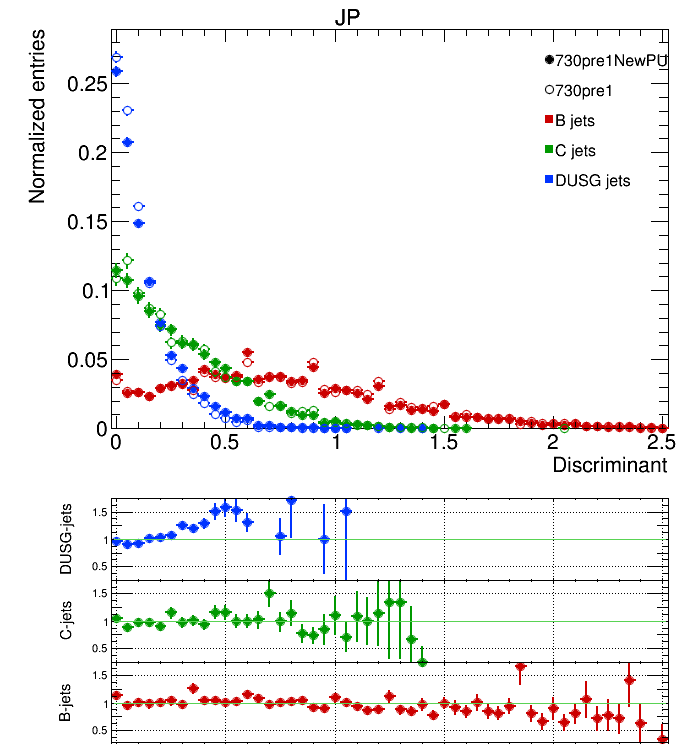 JP
Normalized entries
0.25
0.2
0.15
0.1
0.05
0
730pre1NewPU
730pre1
B jets
C jets
DUSG jets
0 0.5 1 1.5 2 2.5
Discriminant
DUSG-jets
1.5
1
0.5
C-jets
1.5
1
0.5
B-jets
1.5
1
0.5